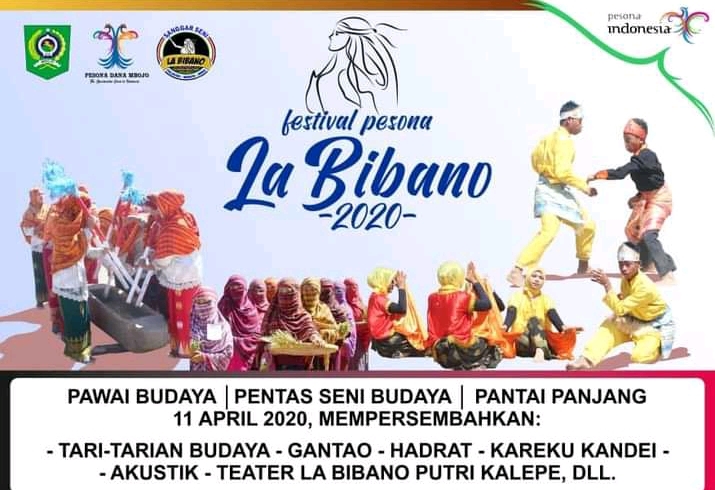 pesona
indonesia
PESONA DANA MBOJO
SANGGAR SENI
LA BIBANO
festival pesona
La Bibano
-2020-
PAWAI BUDAYA | PENTAS SENI BUDAYA | PANTAI PANJANG
11 APRIL 2020, MEMPERSEMBAHKAN:
- TARI-TARIAN BUDAYA - GANTAO - HADRAT - KAREKU KANDEI -
- AKUSTIK - TEATER LA BIBANO PUTRI KALEPE, DLL.